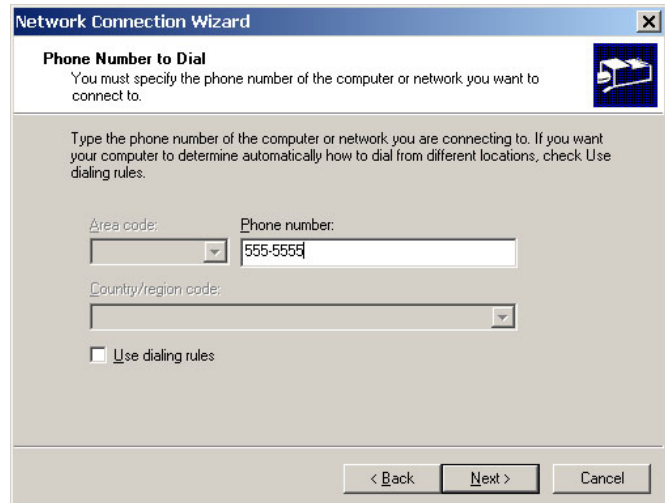 Network Connection Wizard
Phone Number to Dial
You must specify the phone number of the computer or network you want to
connect to.
Type the phone number of the computer or network you are connecting to. If you want
your computer to determine automatically how to dial from different locations, check Use
dialing rules.
Area code: Phone number:
555-5555
Country/region code:
Use dialing rules
< Back Next > Cancel